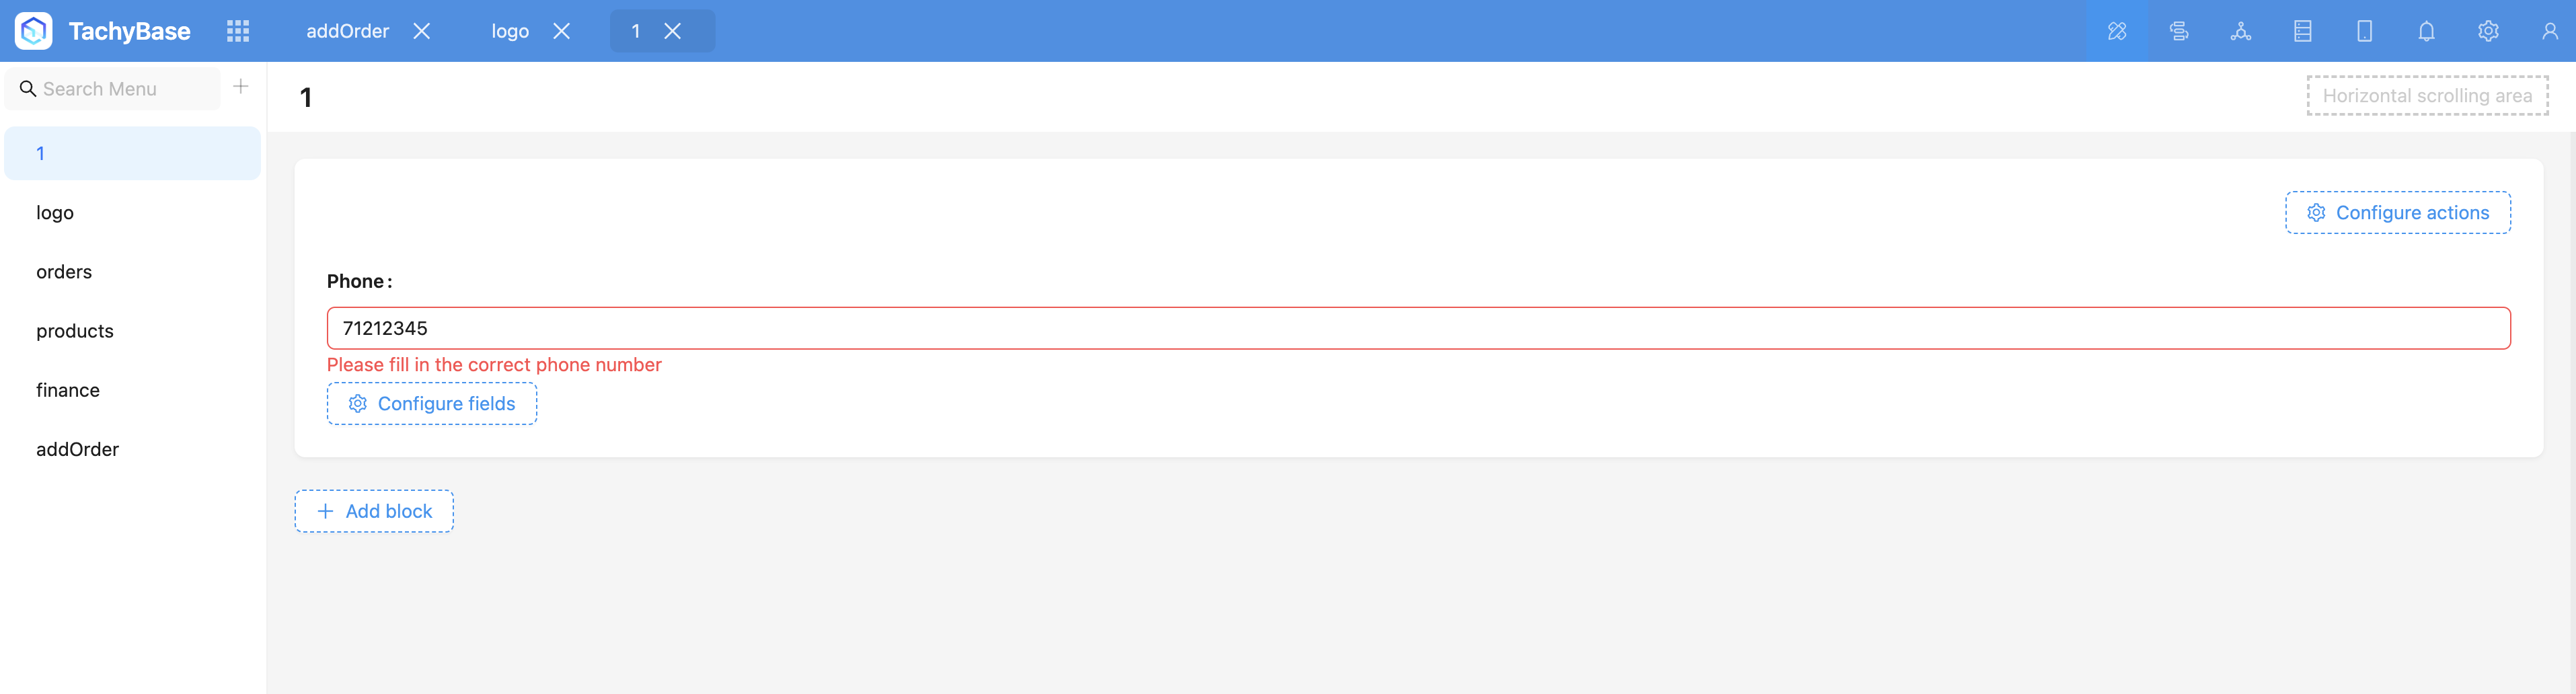 TachyBase
addOrder
logo
1
Search Menu
1
Horizontal scrolling area
1
logo
orders
products
finance
addOrder
Configure actions
Phone :
71212345
Please fill in the correct phone number
Configure fields
Add block